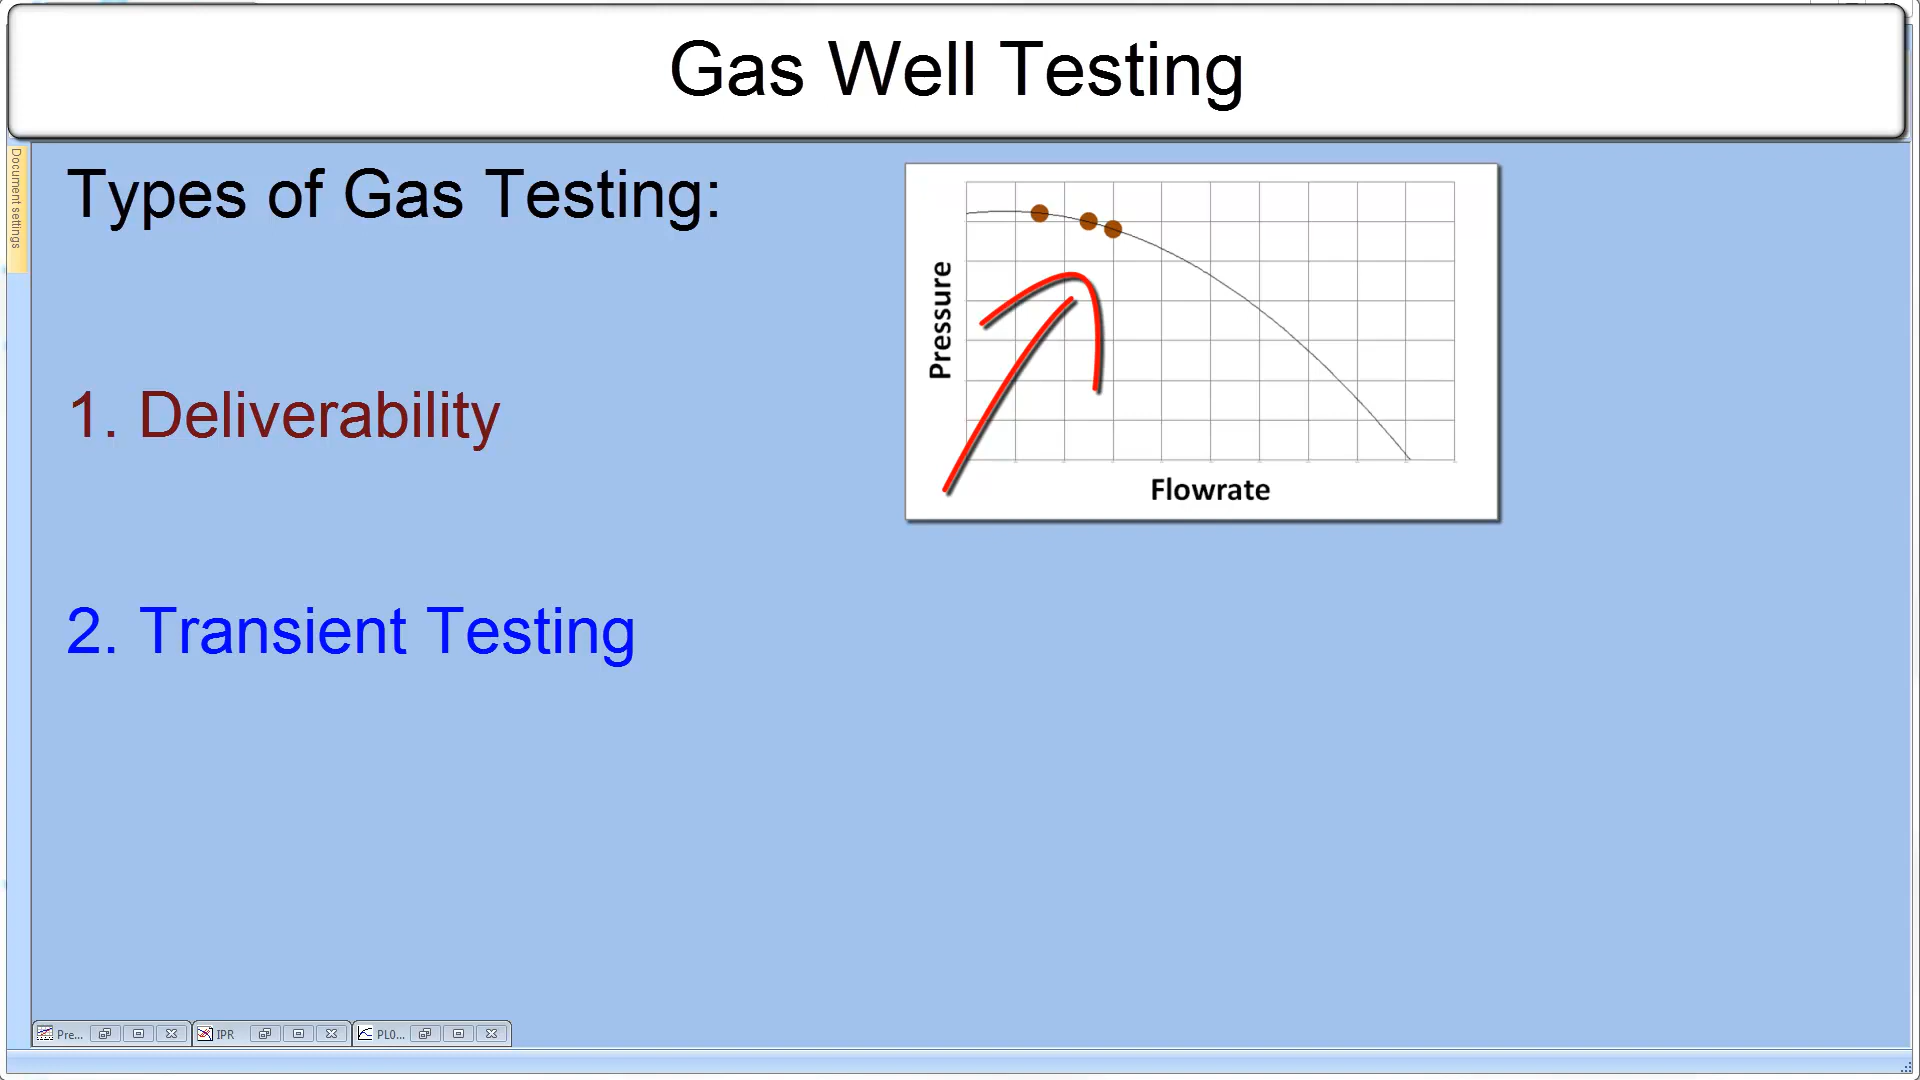 Gas Well Testing
Document settings
Types of Gas Testing:
1. Deliverability
2. Transient Testing
Pressure
Flowrate
Pre...
IPR
PLO...